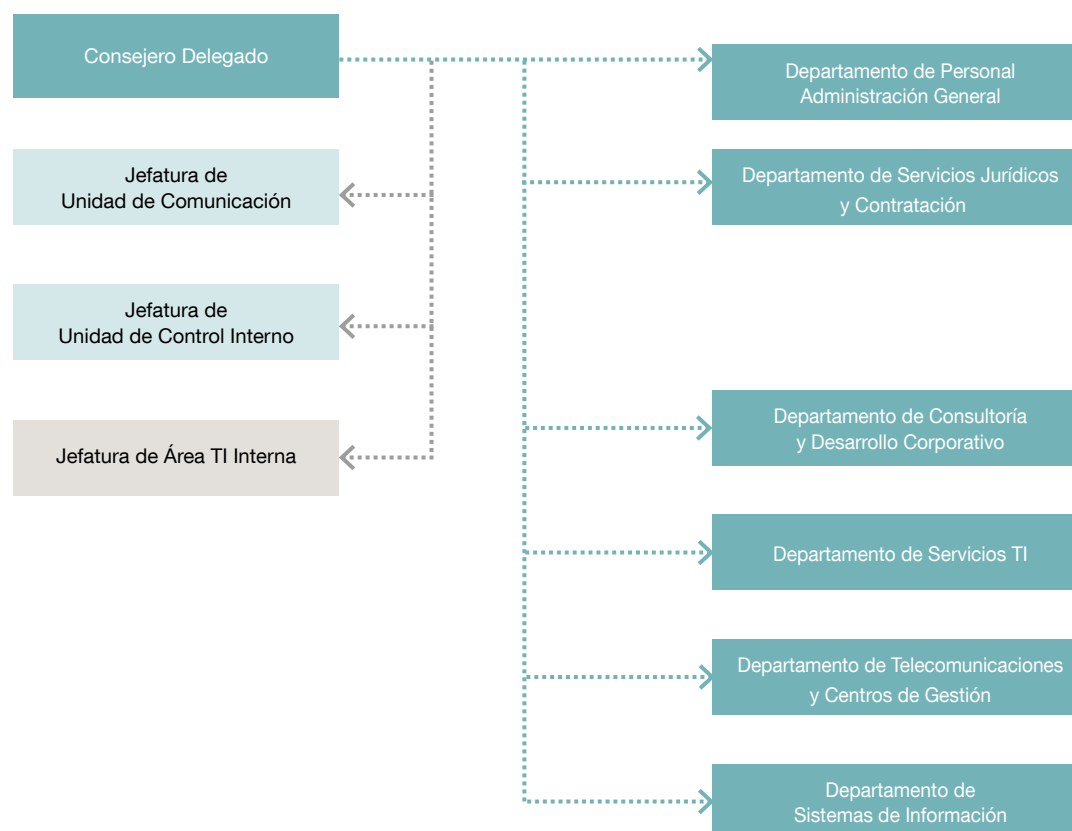 Consejero Delegado
Jefatura de
Unidad de Comunicación
Jefatura de
Unidad de Control Interno
Jefatura de Área TI Interna
Departamento de Personal
Administración General
Departamento de Servicios Jurídicos
y Contratación
Departamento de Consultoría
y Desarrollo Corporativo
Departamento de Servicios TI
Departamento de Telecomunicaciones
y Centros de Gestión
Departamento de
Sistemas de Información